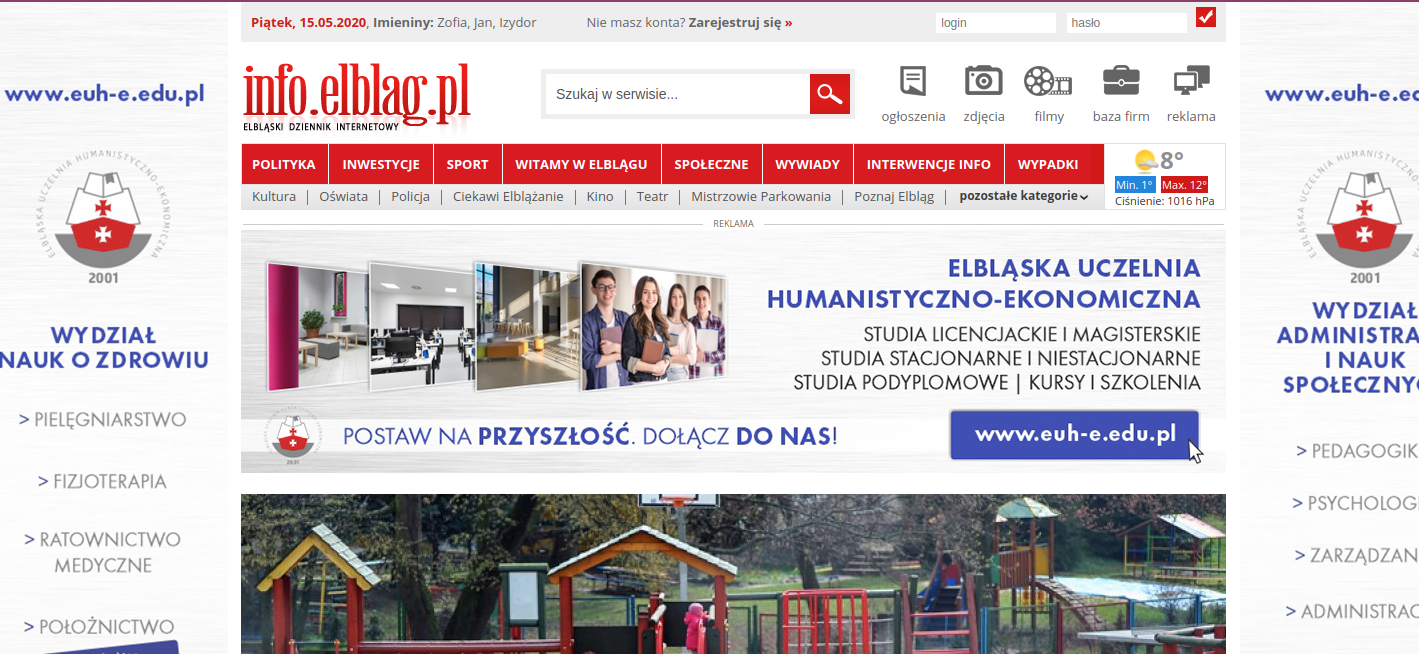 Piątek, 15.05.2020, Imieniny: Zofia, Jan, Izydor
Nie masz konta? Zarejestruj się »
login
hasło
info.elblag.pl
ELBLĄSKI DZIENNIK INTERNETOWY
Szukaj w serwisie...
ogłoszenia
zdjęcia
filmy
baza firm
reklama
POLITYKA
INWESTYCJE
SPORT
WITAMY W ELBLĄGU
SPOŁECZNE
WYWIADY
INTERWENCJE INFO
WYPADKI
8°
Min. 1° Max. 12°
Ciśnienie: 1016 hPa
Kultura | Oświata | Policja | Ciekawi Elblążanie | Kino | Teatr | Mistrzowie Parkowania | Poznaj Elbląg | pozostałe kategorie
REKLAMA
www.euh-e.edu.pl
ELBLĄSKA UCZELNIA HUMANISTYCZNO-EKONOMICZNA
2001
WYDZIAŁ
NAUK O ZDROWIU
> PIELĘGNIARSTWO
> FIZJOTERAPIA
> RATOWNICTWO
MEDYCZNE
> POŁOŻNICTWO
ELBLĄSKA UCZELNIA
HUMANISTYCZNO-EKONOMICZNA
STUDIA LICENCJACKIE I MAGISTERSKIE
STUDIA STACJONARNE I NIESTACJONARNE
STUDIA PODYPLOMOWE | KURSY I SZKOLENIA
2001
POSTAW NA PRZYSZŁOŚĆ. DOŁĄCZ DO NAS!
www.euh-e.edu.pl
www.euh-e.ed
ELBLĄSKA UCZELNIA HUMANISTYCZ
2001
WYDZIAŁ
ADMINISTRA
I NAUK
SPOŁECZNY
> PEDAGOGIK
> PSYCHOLOGI
> ZARZĄDZAN
> ADMINISTRAC